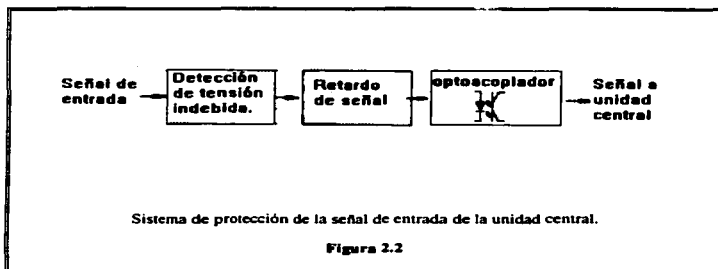 Señal de
entrada
Detección
de tensión
indebida.
Retardo
de señal
optoacoplador
Señal a
unidad
central
Sistema de protección de la señal de entrada de la unidad central.
Figura 2.2